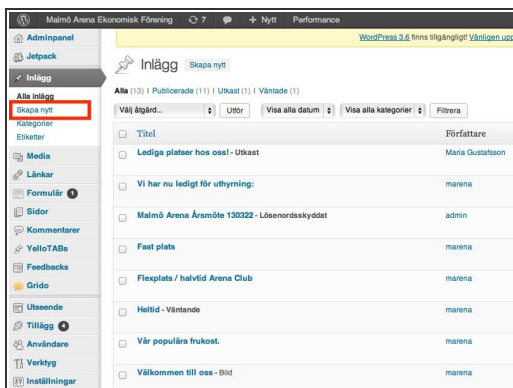 Malmö Arena Ekonomisk Förening 7 + Nytt Performance
WordPress 3.6 finns tillgängligt! Vänligen upp
Adminpanel
Jetpack
Inlägg
Alla inlägg
Skapa nytt
Kategorier
Etiketter
Media
Länkar
Formulär 1
Sidor
Kommentarer
YelloTABs
Feedbacks
Grido
Utseende
Tillägg 4
Användare
Verktyg
Inställningar
Inlägg Skapa nytt
Alla (13) | Publicerade (11) | Utkast (1) | Väntade (1)
Välj åtgärd... Utför Visa alla datum Visa alla kategorier Filtrera
Titel Författare
Lediga platser hos oss! - Utkast Maria Gustafsson
Vi har nu ledigt för uthyrning: marena
Malmö Arena Årsmöte 130322 - Lösenordsskyddat admin
Fast plats marena
Flexplats / halvtid Arena Club marena
Heltid - Väntande marena
Vår populära frukost. marena
Välkommen till oss - Bild marena